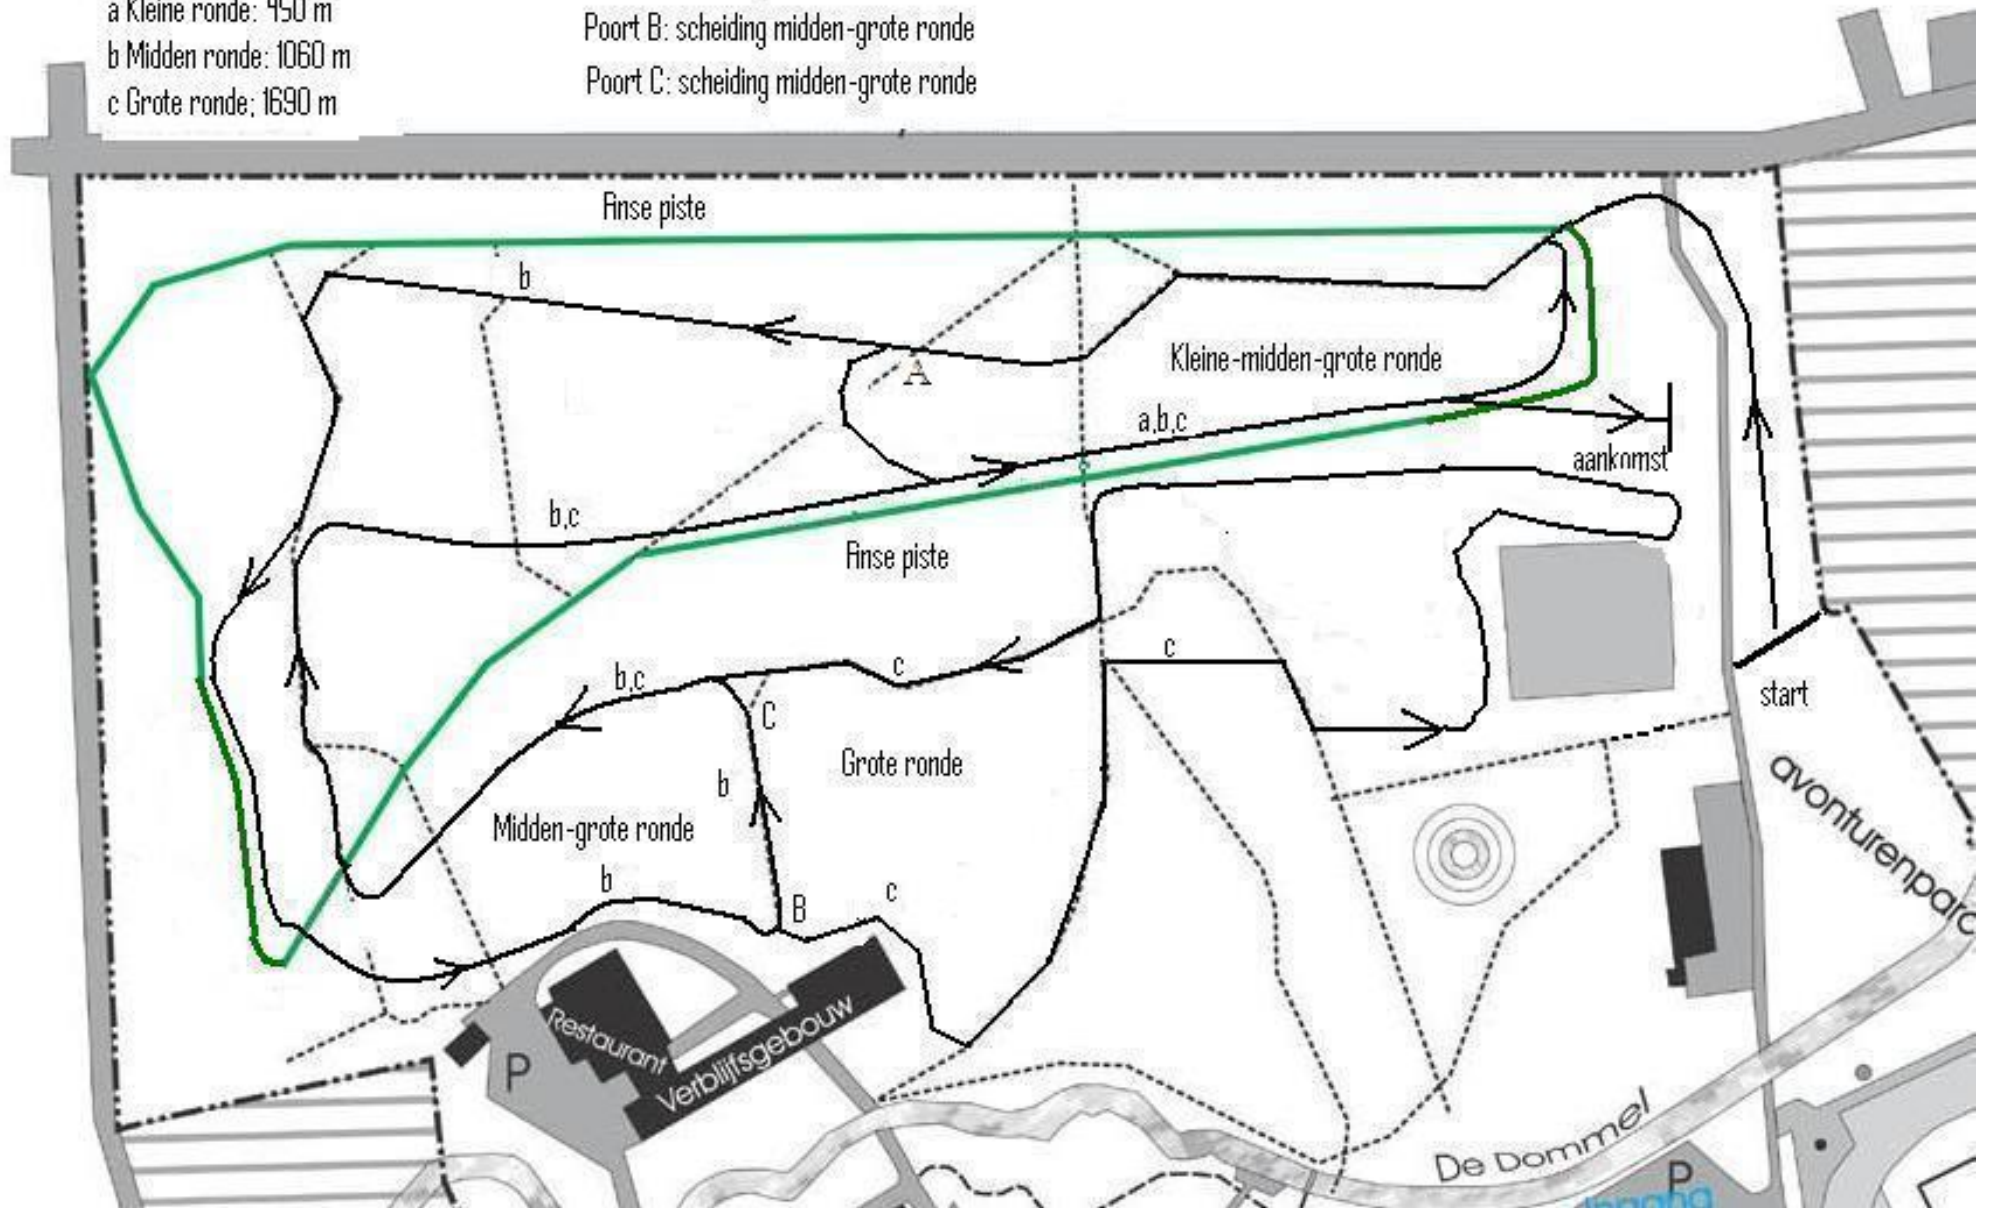 a Kleine ronde: 450 m
b Midden ronde: 1060 m
c Grote ronde: 1690 m
Poort B: scheiding midden-grote ronde
Poort C: scheiding midden-grote ronde
Finse piste
b
A
Kleine-midden-grote ronde
a,b,c
aankomst
b,c
Finse piste
c
b,c
c
start
C
Grote ronde
b
avonturenparc
Midden-grote ronde
b
c
B
Restaurant
Verblijfsgebouw
P
De Dommel
P
Ingang